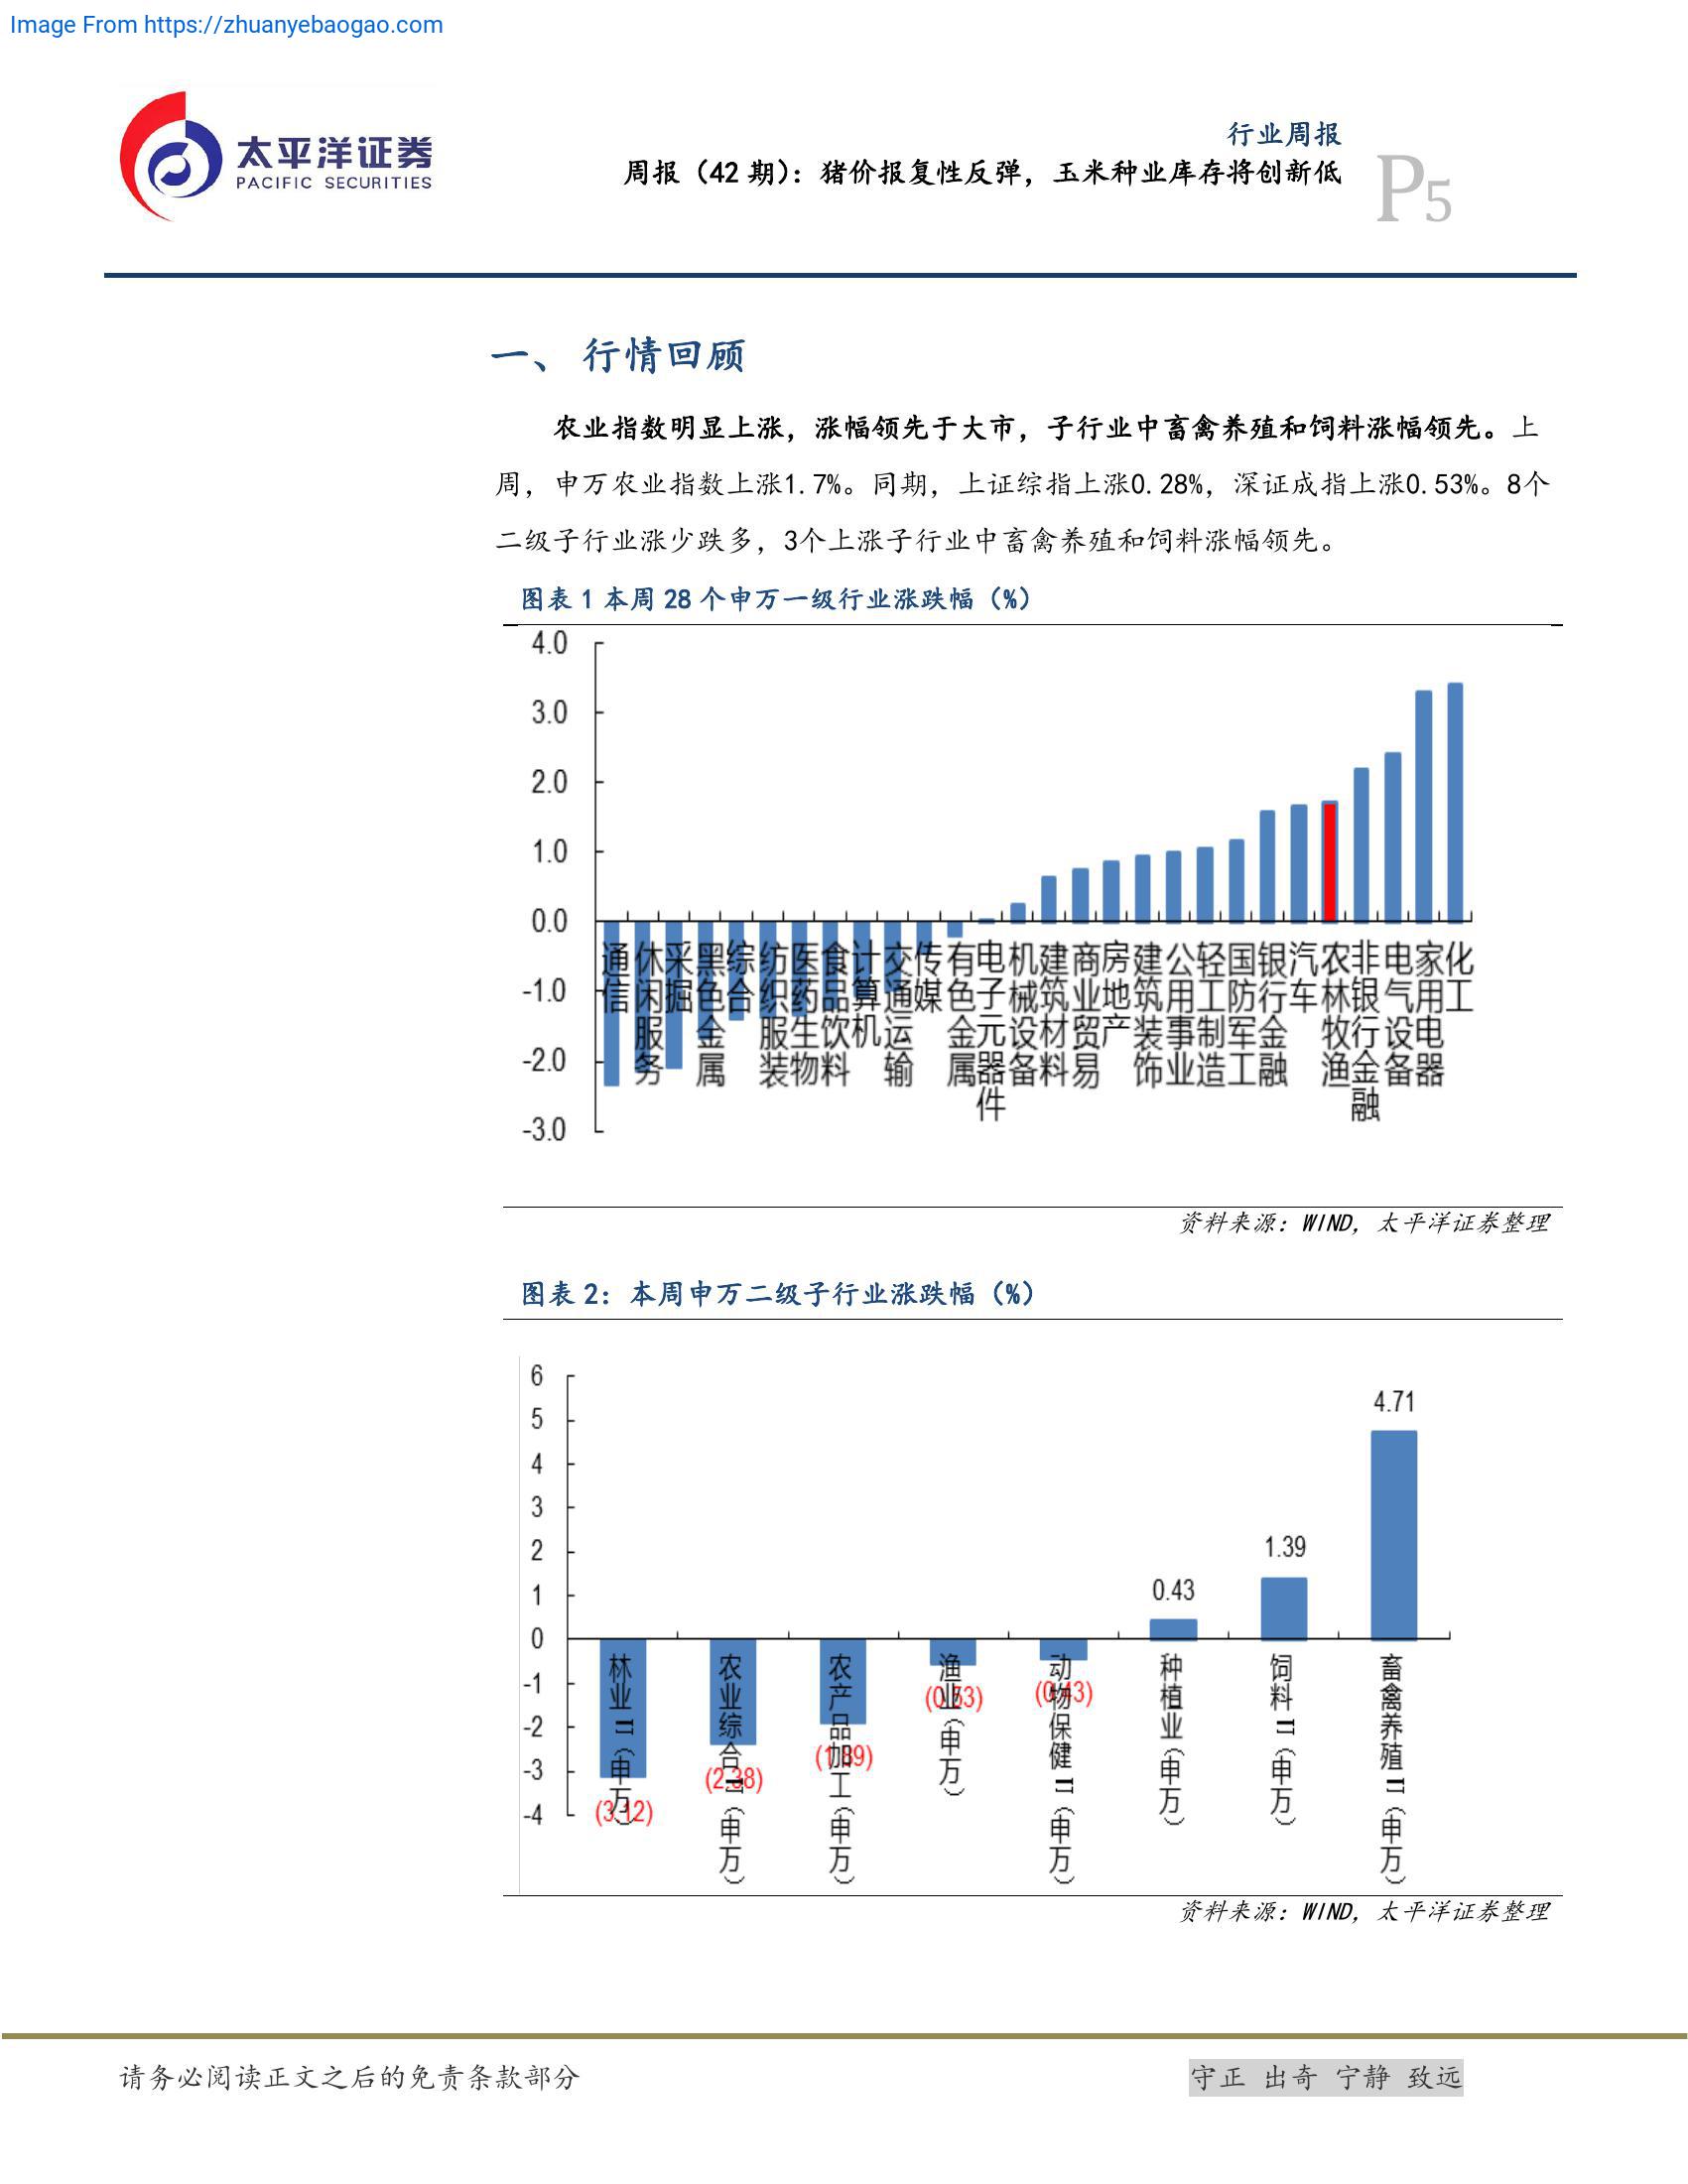 Image From https://zhuanyebaogao.com
太平洋证券
PACIFIC SECURITIES
行业周报
周报（42 期）：猪价报复性反弹，玉米种业库存将创新低
P5
一、 行情回顾
农业指数明显上涨，涨幅领先于大市，子行业中畜禽养殖和饲料涨幅领先。上
周，申万农业指数上涨1.7%。同期，上证综指上涨0.28%，深证成指上涨0.53%。8个
二级子行业涨少跌多，3个上涨子行业中畜禽养殖和饲料涨幅领先。
图表 1 本周 28 个申万一级行业涨跌幅（%）
4.0
3.0
2.0
1.0
0.0
-1.0
-2.0
-3.0
通信
休闲服务
采掘
黑色金属
综合
纺织服装
医药生物
食品饮料
计算机
交通运输
传媒
有色金属
电子元器件
机械设备
建筑材料
商业贸易
房地产
建筑装饰
公用事业
轻工制造
国防军工
银行金融
汽车
农林牧渔
非银行金融
电气设备
家用电器
化工
资料来源：WIND，太平洋证券整理
图表 2：本周申万二级子行业涨跌幅（%）
6
5
4
3
2
1
0
-1
-2
-3
-4
4.71
1.39
0.43
(3.12)
(2.38)
(1.89)
(0.43)
林业II（申万）
农业综合II（申万）
农产品加工（申万）
渔业（申万）
动物保健II（申万）
种植业（申万）
饲料II（申万）
畜禽养殖II（申万）
资料来源：WIND，太平洋证券整理
请务必阅读正文之后的免责条款部分
守正 出奇 宁静 致远